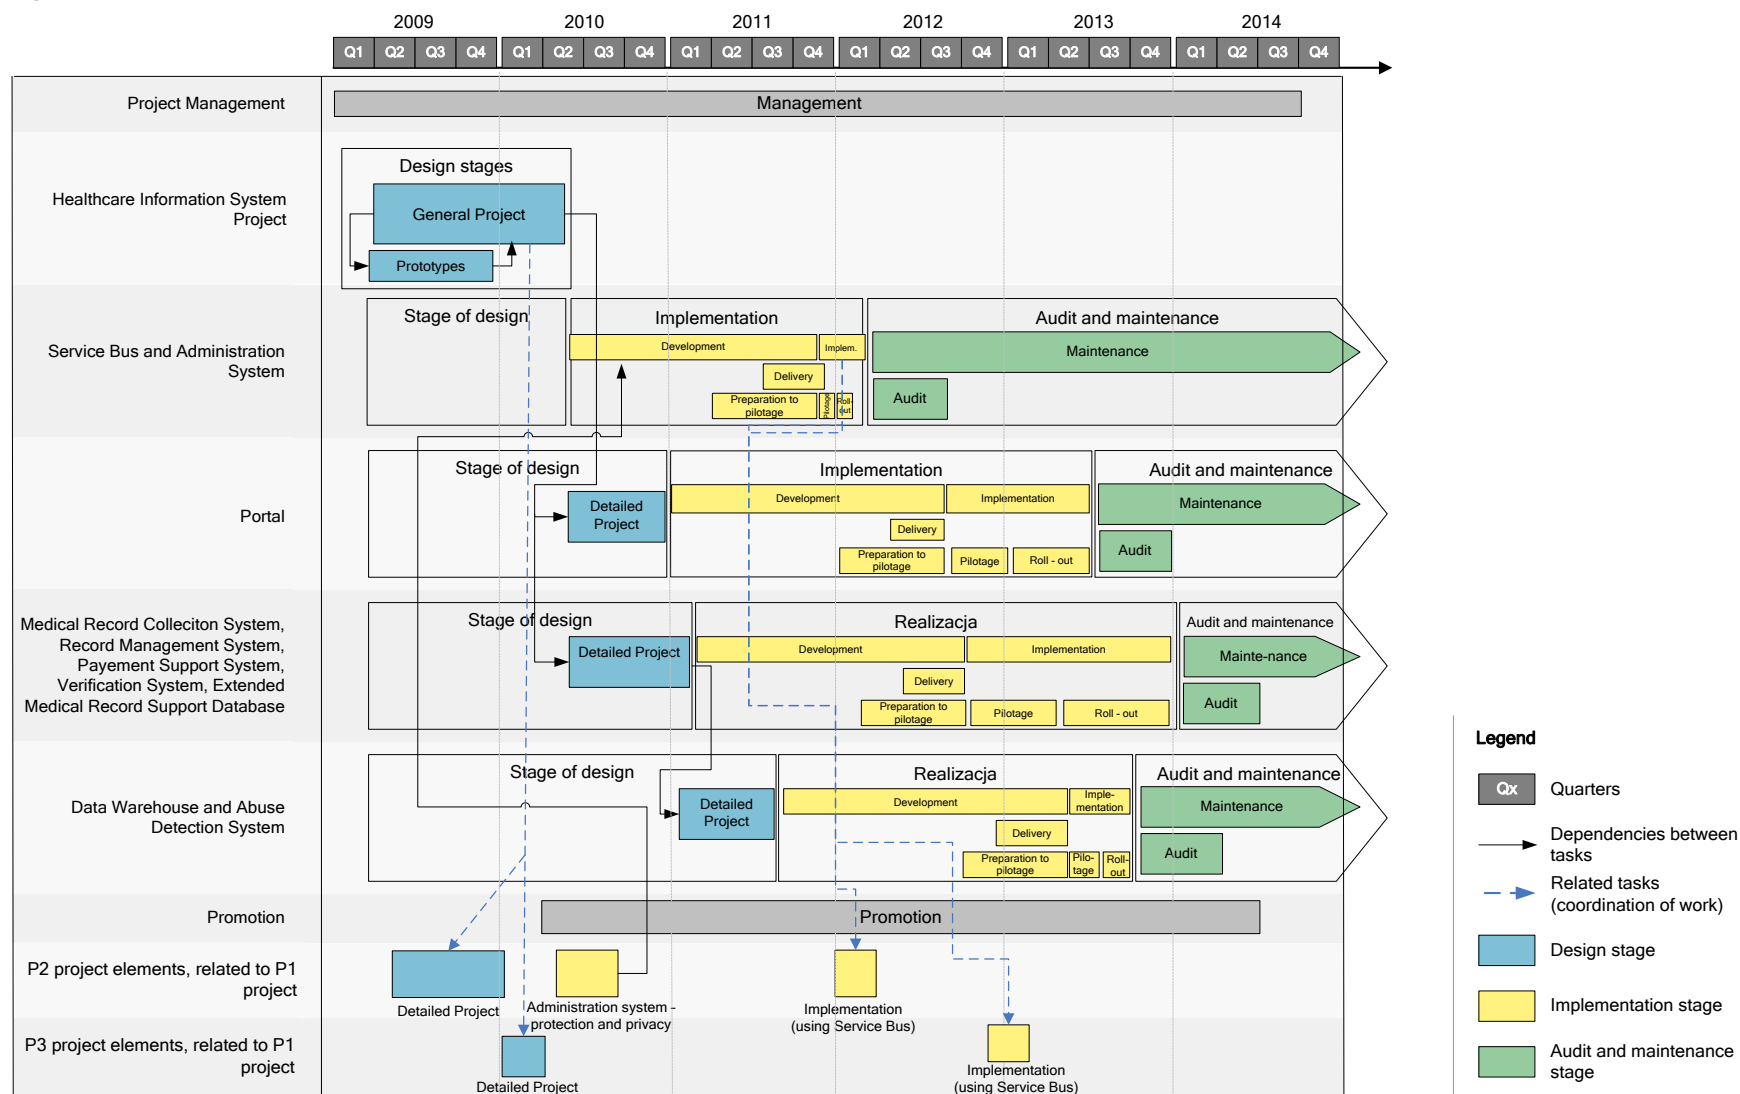 2009 2010 2011 2012 2013 2014
Q1 Q2 Q3 Q4 Q1 Q2 Q3 Q4 Q1 Q2 Q3 Q4 Q1 Q2 Q3 Q4 Q1 Q2 Q3 Q4 Q1 Q2 Q3 Q4
Project Management
Management
Healthcare Information System
Project
Design stages
General Project
Prototypes
Service Bus and Administration
System
Stage of design
Implementation
Development
Implem.
Delivery
Preparation to
pilotage
Pilotage
Roll-
out
Audit and maintenance
Maintenance
Audit
Portal
Stage of design
Detailed
Project
Implementation
Development
Implementation
Delivery
Preparation to
pilotage
Pilotage
Roll - out
Audit and maintenance
Maintenance
Audit
Medical Record Colleciton System,
Record Management System,
Payement Support System,
Verification System, Extended
Medical Record Support Database
Stage of design
Detailed Project
Realizacja
Development
Implementation
Delivery
Preparation to
pilotage
Pilotage
Roll - out
Audit and maintenance
Mainte-nance
Audit
Data Warehouse and Abuse
Detection System
Stage of design
Detailed
Project
Realizacja
Development
Imple-
mentation
Delivery
Preparation to
pilotage
Pilo-
tage
Roll-
out
Audit and maintenance
Maintenance
Audit
Promotion
Promotion
P2 project elements, related to P1
project
Detailed Project
Administration system -
protection and privacy
Implementation
(using Service Bus)
P3 project elements, related to P1
project
Detailed Project
Implementation
(using Service Bus)
Legend
Qx
Quarters
Dependencies between
tasks
Related tasks
(coordination of work)
Design stage
Implementation stage
Audit and maintenance
stage